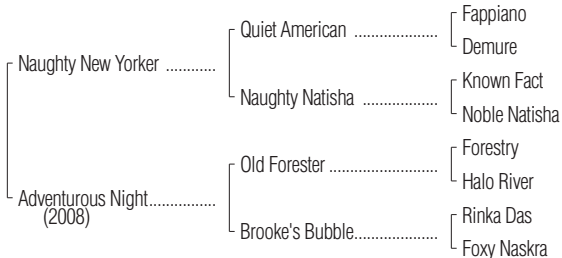 Fappiano
Quiet American ....................
Demure
Naughty New Yorker ............
Known Fact
Naughty Natisha ..................
Noble Natisha
Forestry
Old Forester ..........................
Halo River
Adventurous Night................
(2008)
Rinka Das
Brooke's Bubble....................
Foxy Naskra